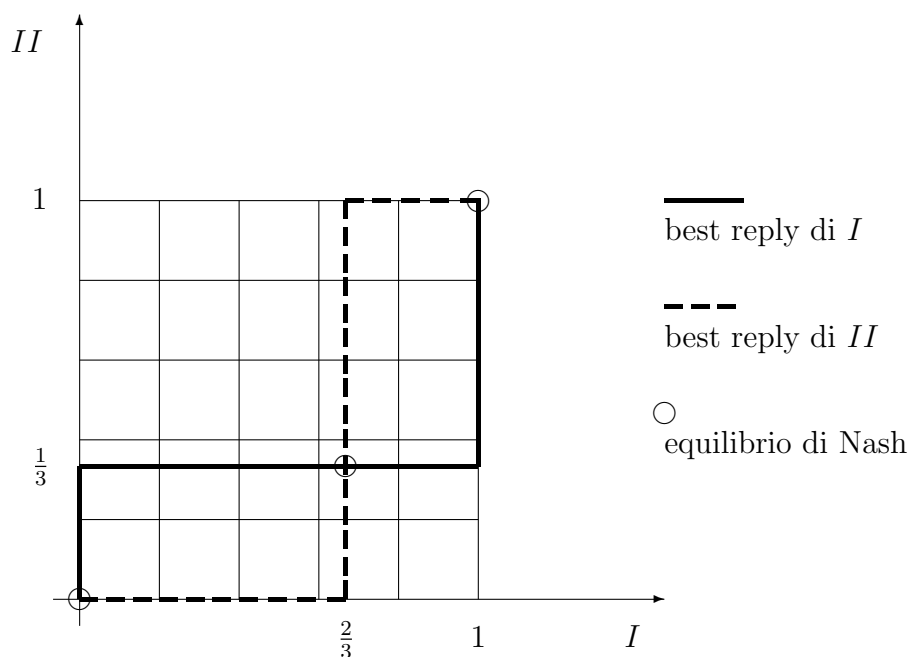 II
1
best reply di I
best reply di II
equilibrio di Nash
1/3
2/3 1 I